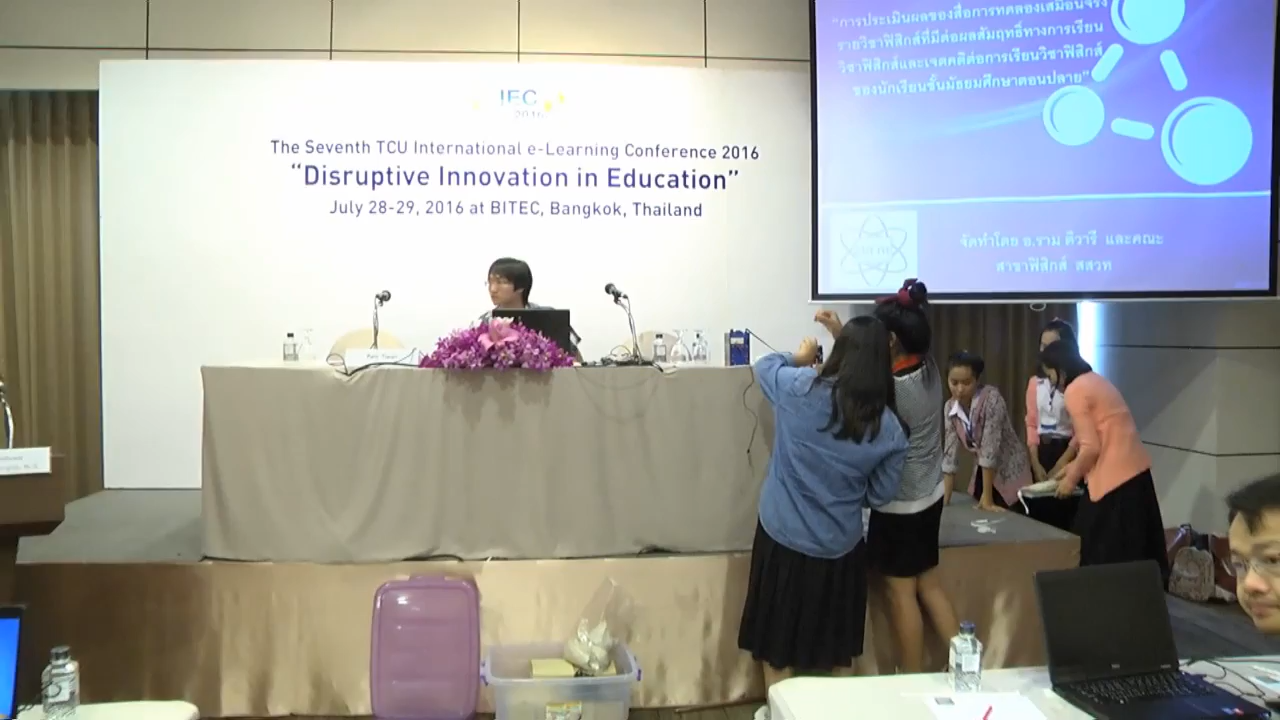 IEC
2016
The Seventh TCU International e-Learning Conference 2016
"Disruptive Innovation in Education"
July 28-29, 2016 at BITEC, Bangkok, Thailand
"การประเมินผลของสื่อการทดลองเสมือนจริง
รายวิชาฟิสิกส์ที่มีต่อผลสัมฤทธิ์ทางการเรียน
วิชาฟิสิกส์และเจตคติต่อการเรียนวิชาฟิสิกส์
ของนักเรียนชั้นมัธยมศึกษาตอนปลาย"
จัดทำโดย อ.ราม ติวารี และคณะ
สาขาฟิสิกส์ สสวท